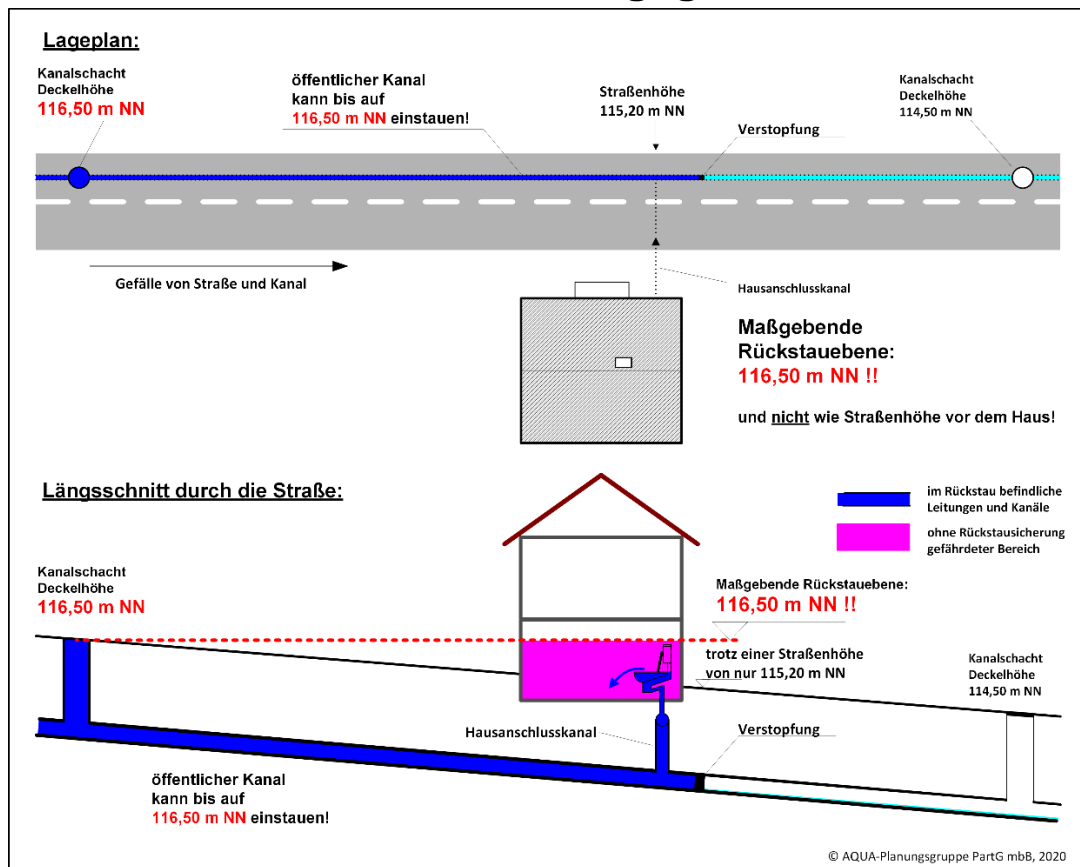 Lageplan:
Kanalschacht
Deckelhöhe
116,50 m NN
öffentlicher Kanal
kann bis auf
116,50 m NN einstauen!
Straßenhöhe
115,20 m NN
Verstopfung
Kanalschacht
Deckelhöhe
114,50 m NN
Gefälle von Straße und Kanal
Hausanschlusskanal
Maßgebende
Rückstauebene:
116,50 m NN !!
und nicht wie Straßenhöhe vor dem Haus!
Längsschnitt durch die Straße:
im Rückstau befindliche
Leitungen und Kanäle
ohne Rückstausicherung
gefährdeter Bereich
Kanalschacht
Deckelhöhe
116,50 m NN
Maßgebende Rückstauebene:
116,50 m NN !!
trotz einer Straßenhöhe
von nur 115,20 m NN
Kanalschacht
Deckelhöhe
114,50 m NN
Hausanschlusskanal
Verstopfung
öffentlicher Kanal
kann bis auf
116,50 m NN einstauen!
© AQUA-Planungsgruppe PartG mbB, 2020